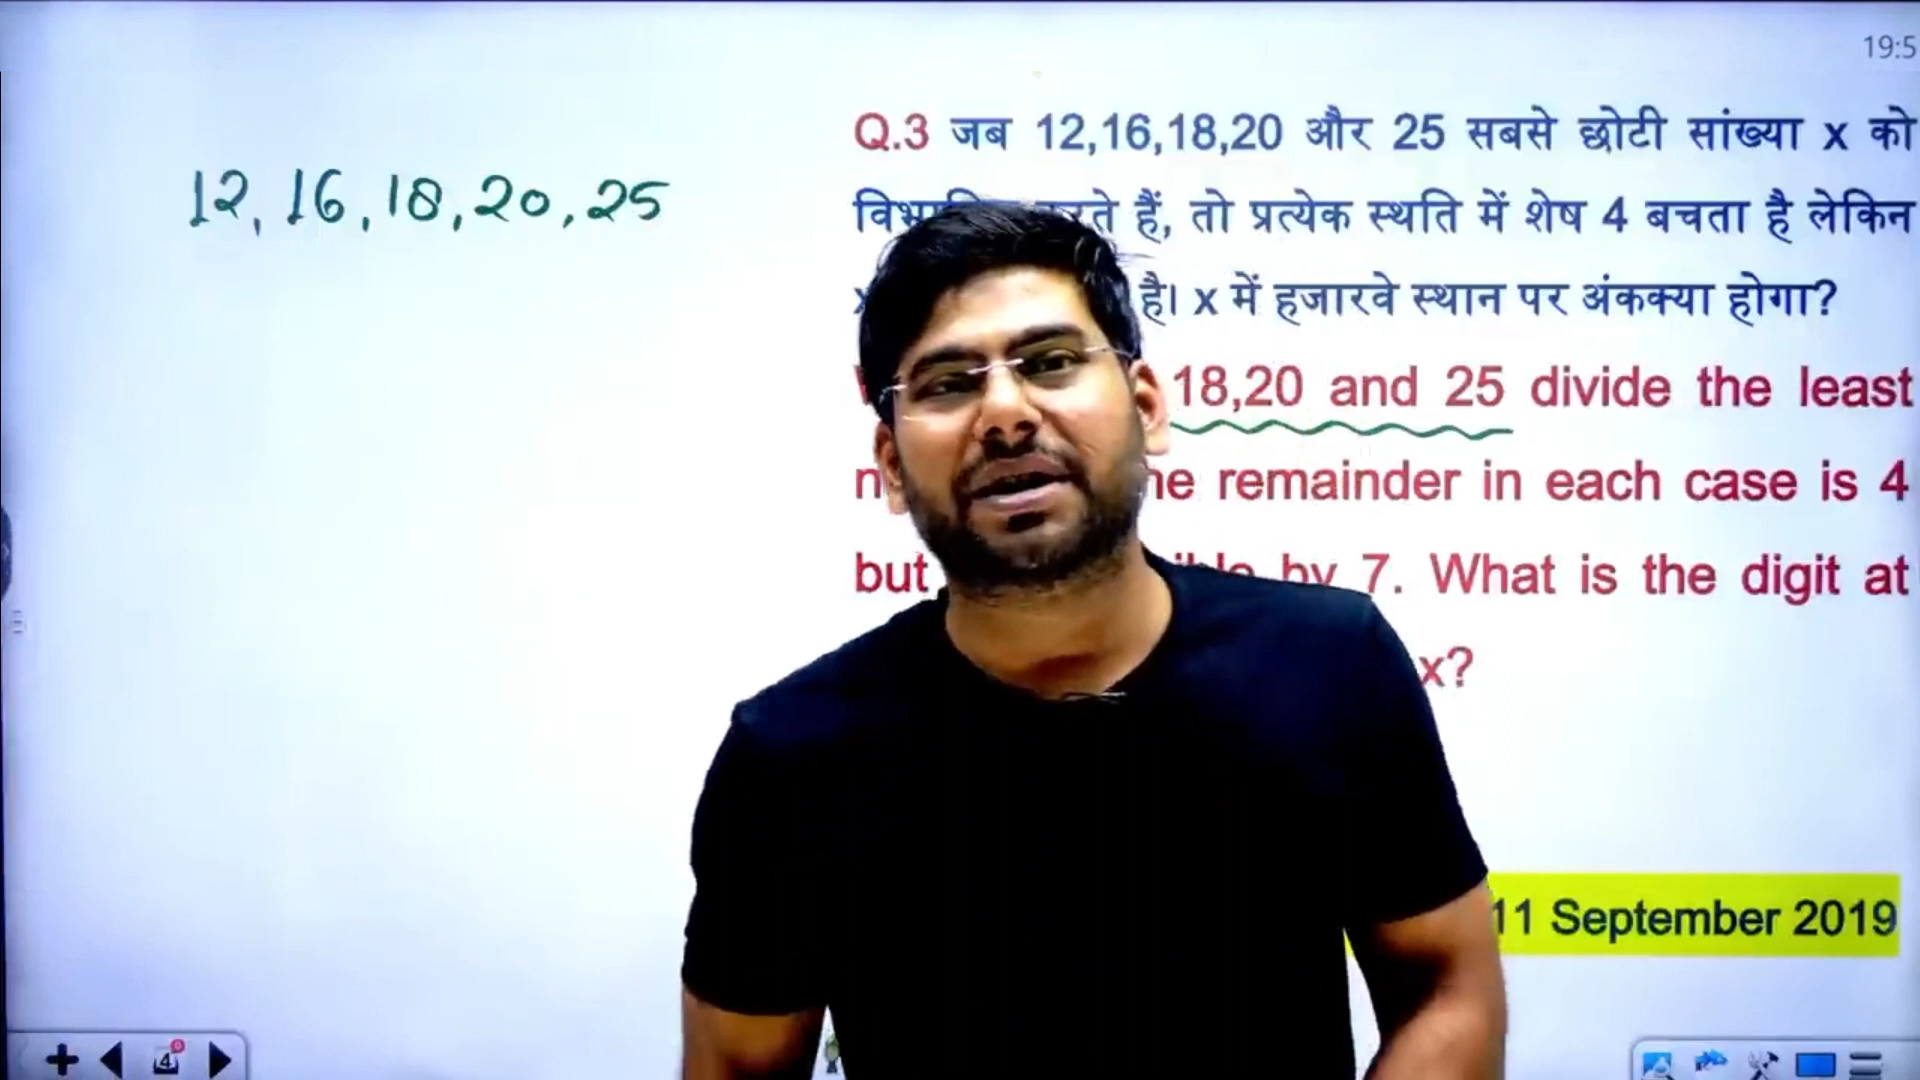 19:5
12, 16, 18, 20, 25
Q.3 जब 12,16,18,20 और 25 सबसे छोटी सांख्या x को
हैं, तो प्रत्येक स्थति में शेष 4 बचता है लेकिन
है। x में हजारवे स्थान पर अंकक्या होगा?
18,20 and 25 divide the least
remainder in each case is 4
but by 7. What is the digit at
x?
11 September 2019
4